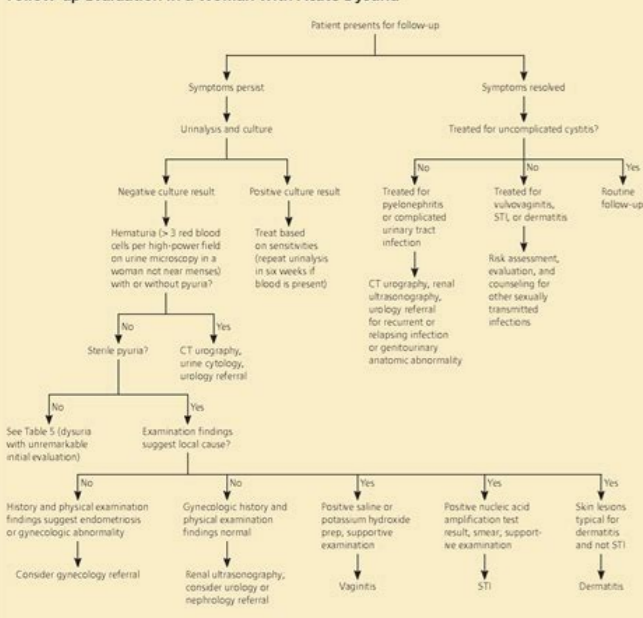 Patient presents for follow-up
Symptoms persist
Symptoms resolved
Urinalysis and culture
Treated for uncomplicated cystitis?
No
No
Yes
Negative culture result
Positive culture result
Treated for
pyelonephritis
or complicated
urinary tract
infection
Treated for
vulvovaginitis,
STI, or dermatitis
Routine
follow-up
Hematuria (> 3 red blood
cells per high-power field
on urine microscopy in a
woman not near menses)
with or without pyuria?
Treat based
on sensitivities
(repeat urinalysis
in six weeks if
blood is present)
CT urography, renal
ultrasonography,
urology referral
for recurrent or
relapsing infection
or genitourinary
anatomic abnormality
Risk assessment,
evaluation, and
counseling for
other sexually
transmitted
infections
No
Yes
Sterile pyuria?
CT urography,
urine cytology,
urology referral
No
Yes
See Table 5 (dysuria
with unremarkable
initial evaluation)
Examination findings
suggest local cause?
No
No
Yes
Yes
Yes
History and physical examination
findings suggest endometriosis
or gynecologic abnormality
Gynecologic history and
physical examination
findings normal
Positive saline or
potassium hydroxide
prep, supportive
examination
Positive nucleic acid
amplification test
result, smear, support-
ive examination
Skin lesions
typical for
dermatitis
and not STI
Consider gynecology referral
Renal ultrasonography,
consider urology or
nephrology referral
Vaginitis
STI
Dermatitis